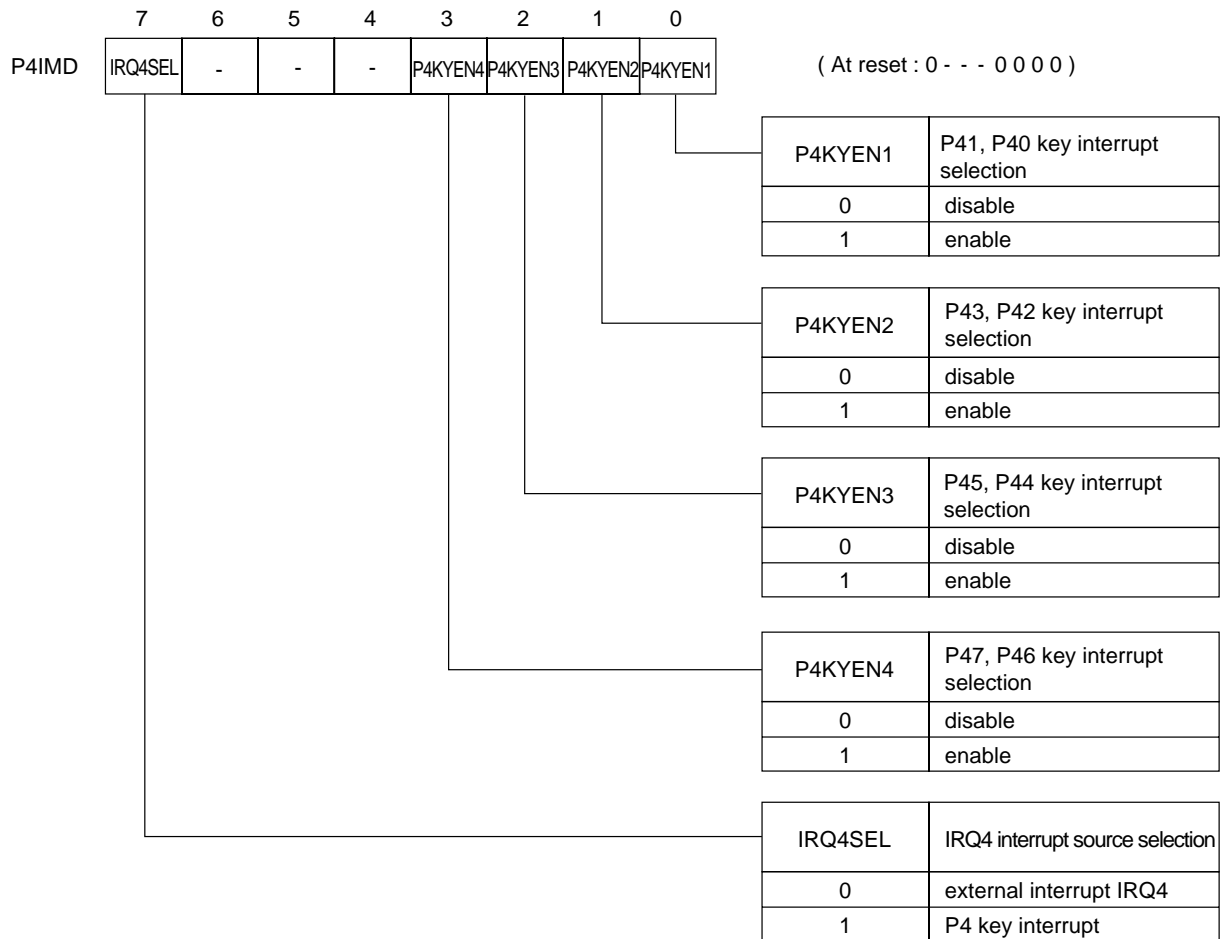 7 6 5 4 3 2 1 0
P4IMD IRQ4SEL - - - P4KYEN4 P4KYEN3 P4KYEN2 P4KYEN1 ( At reset : 0 - - - 0 0 0 0 )
P4KYEN1 P41, P40 key interrupt
selection
0 disable
1 enable
P4KYEN2 P43, P42 key interrupt
selection
0 disable
1 enable
P4KYEN3 P45, P44 key interrupt
selection
0 disable
1 enable
P4KYEN4 P47, P46 key interrupt
selection
0 disable
1 enable
IRQ4SEL IRQ4 interrupt source selection
0 external interrupt IRQ4
1 P4 key interrupt